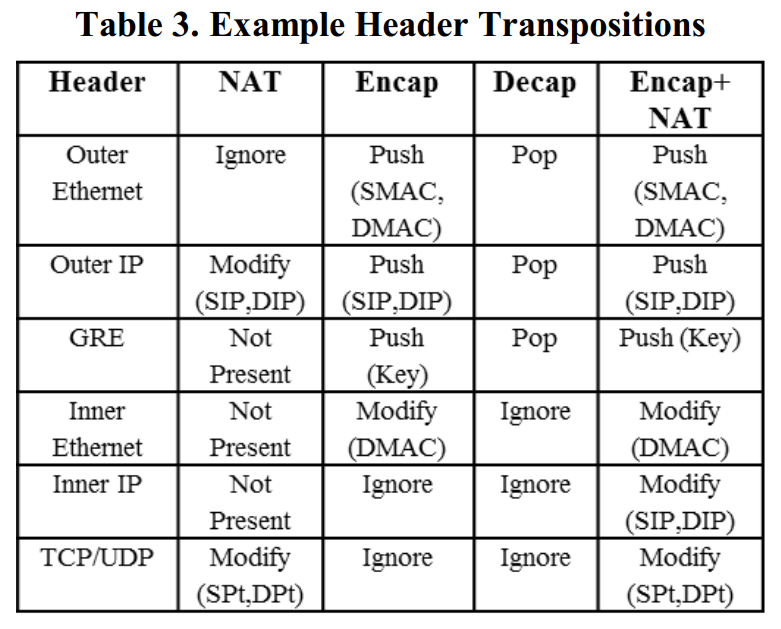 Table 3. Example Header Transpositions
Header NAT Encap Decap Encap+
NAT
Outer Ignore Push Pop Push
Ethernet (SMAC, (SMAC,
DMAC) DMAC)
Outer IP Modify Push Pop Push
(SIP,DIP) (SIP,DIP) (SIP,DIP)
GRE Not Push Pop Push (Key)
Present (Key)
Inner Not Modify Ignore Modify
Ethernet Present (DMAC) (DMAC)
Inner IP Not Ignore Ignore Modify
Present (SIP,DIP)
TCP/UDP Modify Ignore Ignore Modify
(SPt,DPt) (SPt,DPt)